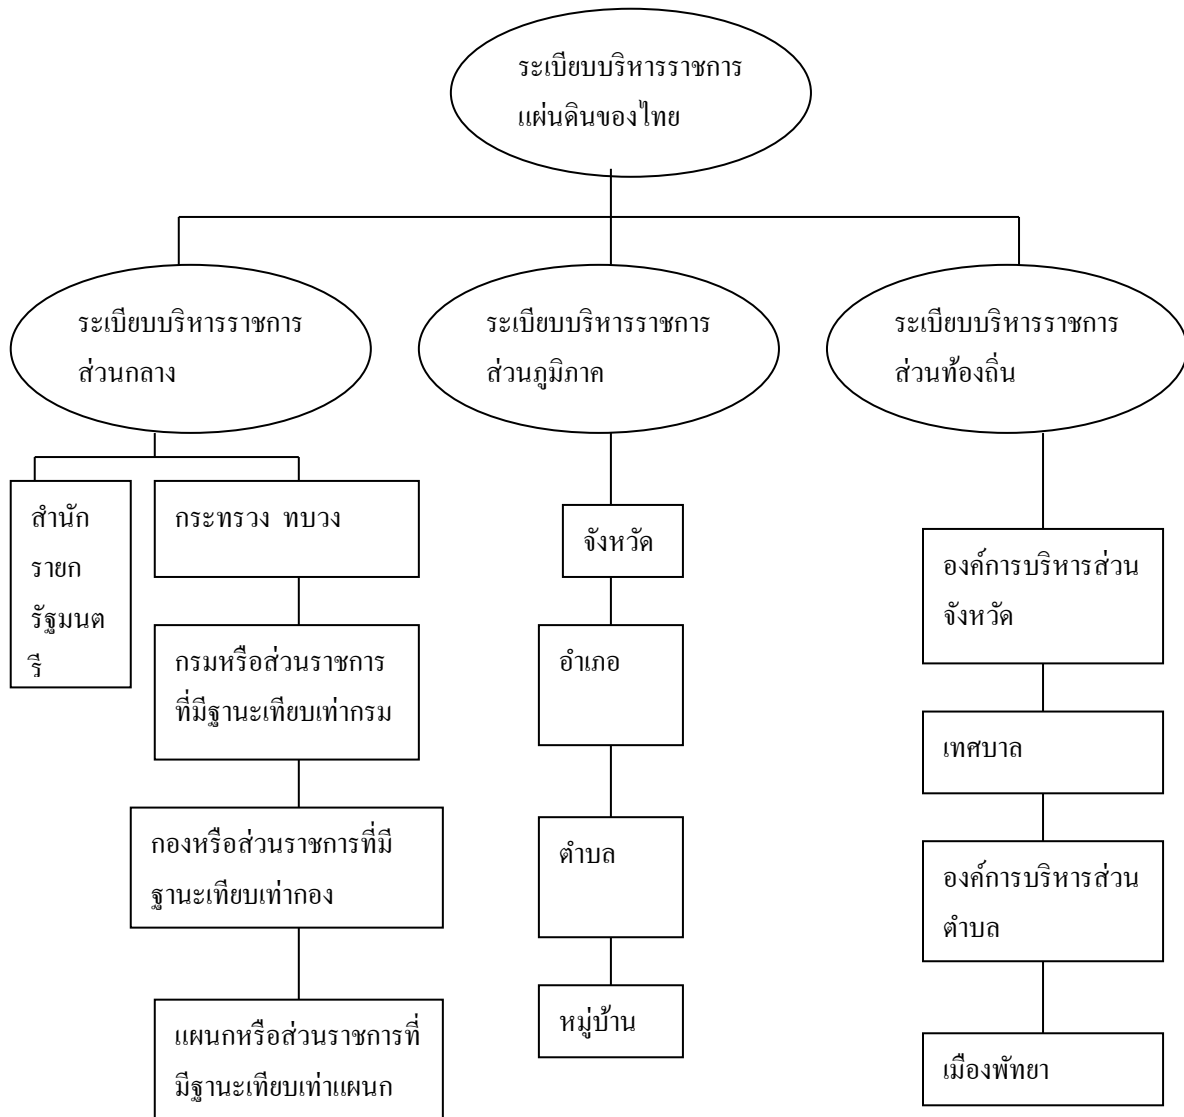 ระเบียบบริหารราชการ
แผ่นดินของไทย
ระเบียบบริหารราชการ
ส่วนกลาง
ระเบียบบริหารราชการ
ส่วนภูมิภาค
ระเบียบบริหารราชการ
ส่วนท้องถิ่น
สำนัก
รายก
รัฐมนต
รี
กระทรวง ทบวง
กรมหรือส่วนราชการ
ที่มีฐานะเทียบเท่ากรม
กองหรือส่วนราชการที่มี
ฐานะเทียบเท่ากอง
แผนกหรือส่วนราชการที่
มีฐานะเทียบเท่าแผนก
จังหวัด
อำเภอ
ตำบล
หมู่บ้าน
องค์การบริหารส่วน
จังหวัด
เทศบาล
องค์การบริหารส่วน
ตำบล
เมืองพัทยา